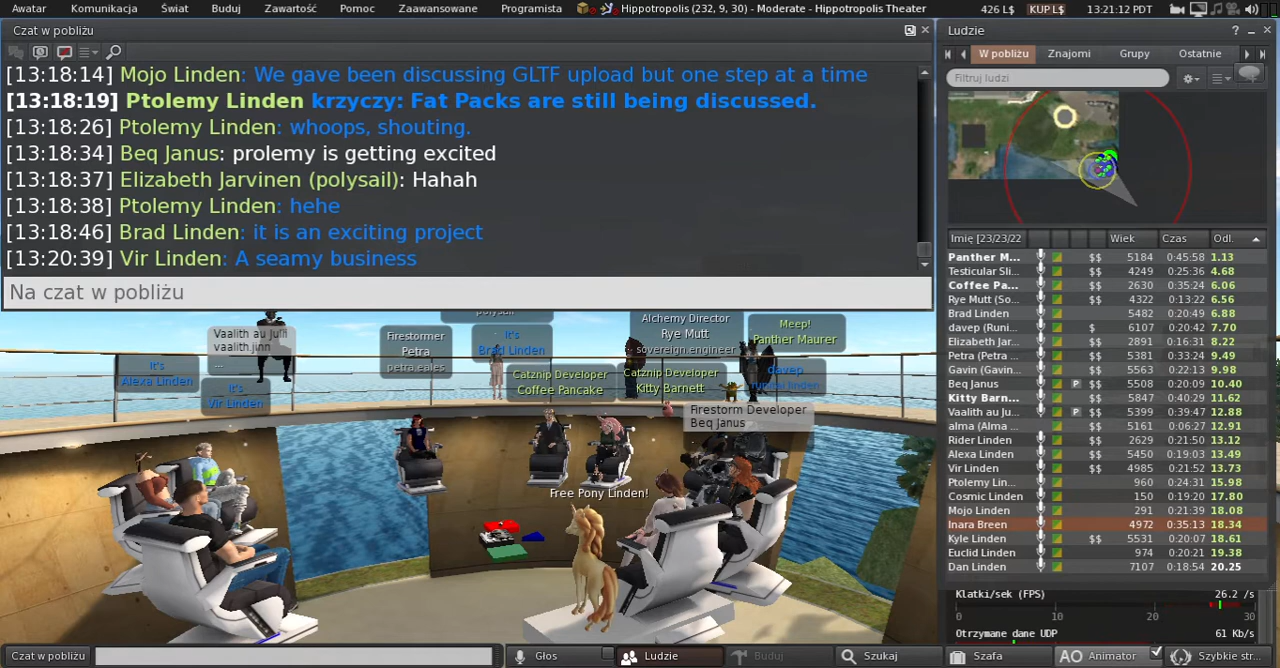 Awatar Komunikacja Świat Buduj Zawartość Pomoc Zaawansowane Programista Hippotropolis (232, 9, 30) - Moderate - Hippotropolis Theater 426 L$ KUP L$ 13:21:12 PDT
Czat w pobliżu
[13:18:14] Mojo Linden: We gave been discussing GLTF upload but one step at a time
[13:18:19] Ptolemy Linden krzyczy: Fat Packs are still being discussed.
[13:18:26] Ptolemy Linden: whoops, shouting.
[13:18:34] Beq Janus: prolemy is getting excited
[13:18:37] Elizabeth Jarvinen (polysail): Hahah
[13:18:38] Ptolemy Linden: hehe
[13:18:46] Brad Linden: it is an exciting project
[13:20:39] Vir Linden: A seamy business
Na czat w pobliżu
polysail
Vaalith au Jinn
vaalith.jinn
...
It's
Alexa Linden
It's
Vir Linden
Firestormer
Petra
petra.eales
It's
Brad Linden
Catznip Developer
Coffee Pancake
Alchemy Director
Rye Mutt
sovereign.engineer
Catznip Developer
Kitty Barnett
Meep!
Panther Maurer
davep
linden
Firestorm Developer
Beq Janus
Free Pony Linden!
Ludzie
W pobliżu Znajomi Grupy Ostatnie
Filtruj ludzi
Imię [23/23/22 Wiek Czas Odl.
Panther M... $$ 5184 0:45:58 1.13
Testicular Sli... $$ 4249 0:25:36 4.68
Coffee Pa... $$ 2630 0:35:24 6.06
Rye Mutt (So... $$ 4322 0:13:22 6.56
Brad Linden 5482 0:20:49 6.88
davep (Runi... $ 6107 0:20:42 7.70
Elizabeth Jar... $$ 2891 0:16:31 8.22
Petra (Petra ... $$ 5381 0:33:24 9.49
Gavin (Gavin... $$ 5563 0:22:13 9.98
Beq Janus P $$ 5508 0:20:09 10.40
Kitty Barn... $$ 5847 0:40:29 11.62
Vaalith au Ju... P $$ 5399 0:39:47 12.88
alma (Alma ... $$ 5161 0:06:27 12.91
Rider Linden $$ 2629 0:21:50 13.12
Alexa Linden $$ 5450 0:19:03 13.49
Vir Linden $$ 4985 0:21:52 13.73
Ptolemy Lin... 960 0:24:31 15.98
Cosmic Linden 150 0:19:20 17.80
Mojo Linden 291 0:21:39 18.08
Inara Breen 4972 0:35:13 18.34
Kyle Linden $$ 5531 0:20:07 18.61
Euclid Linden 974 0:20:21 19.38
Dan Linden 7107 0:18:54 20.25
Klatki/sek (FPS) 26.2 /s
0 10 20 30
Otrzymane dane UDP 61 Kb/s
Czat w pobliżu Głos Ludzie Buduj Szukaj Szafa AO Animator Szybkie str...